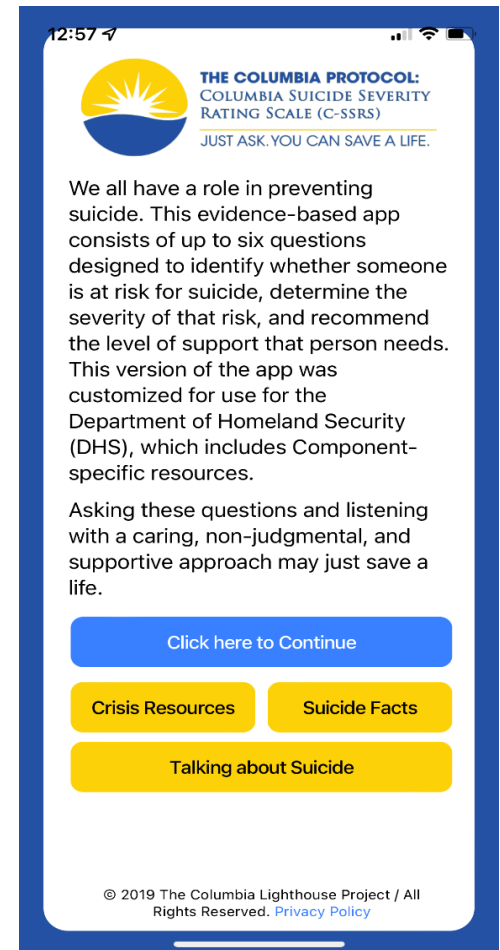 12:57
THE COLUMBIA PROTOCOL:
COLUMBIA SUICIDE SEVERITY
RATING SCALE (C-SSRS)
JUST ASK. YOU CAN SAVE A LIFE.
We all have a role in preventing
suicide. This evidence-based app
consists of up to six questions
designed to identify whether someone
is at risk for suicide, determine the
severity of that risk, and recommend
the level of support that person needs.
This version of the app was
customized for use for the
Department of Homeland Security
(DHS), which includes Component-
specific resources.
Asking these questions and listening
with a caring, non-judgmental, and
supportive approach may just save a
life.
Click here to Continue
Crisis Resources
Suicide Facts
Talking about Suicide
© 2019 The Columbia Lighthouse Project / All
Rights Reserved. Privacy Policy